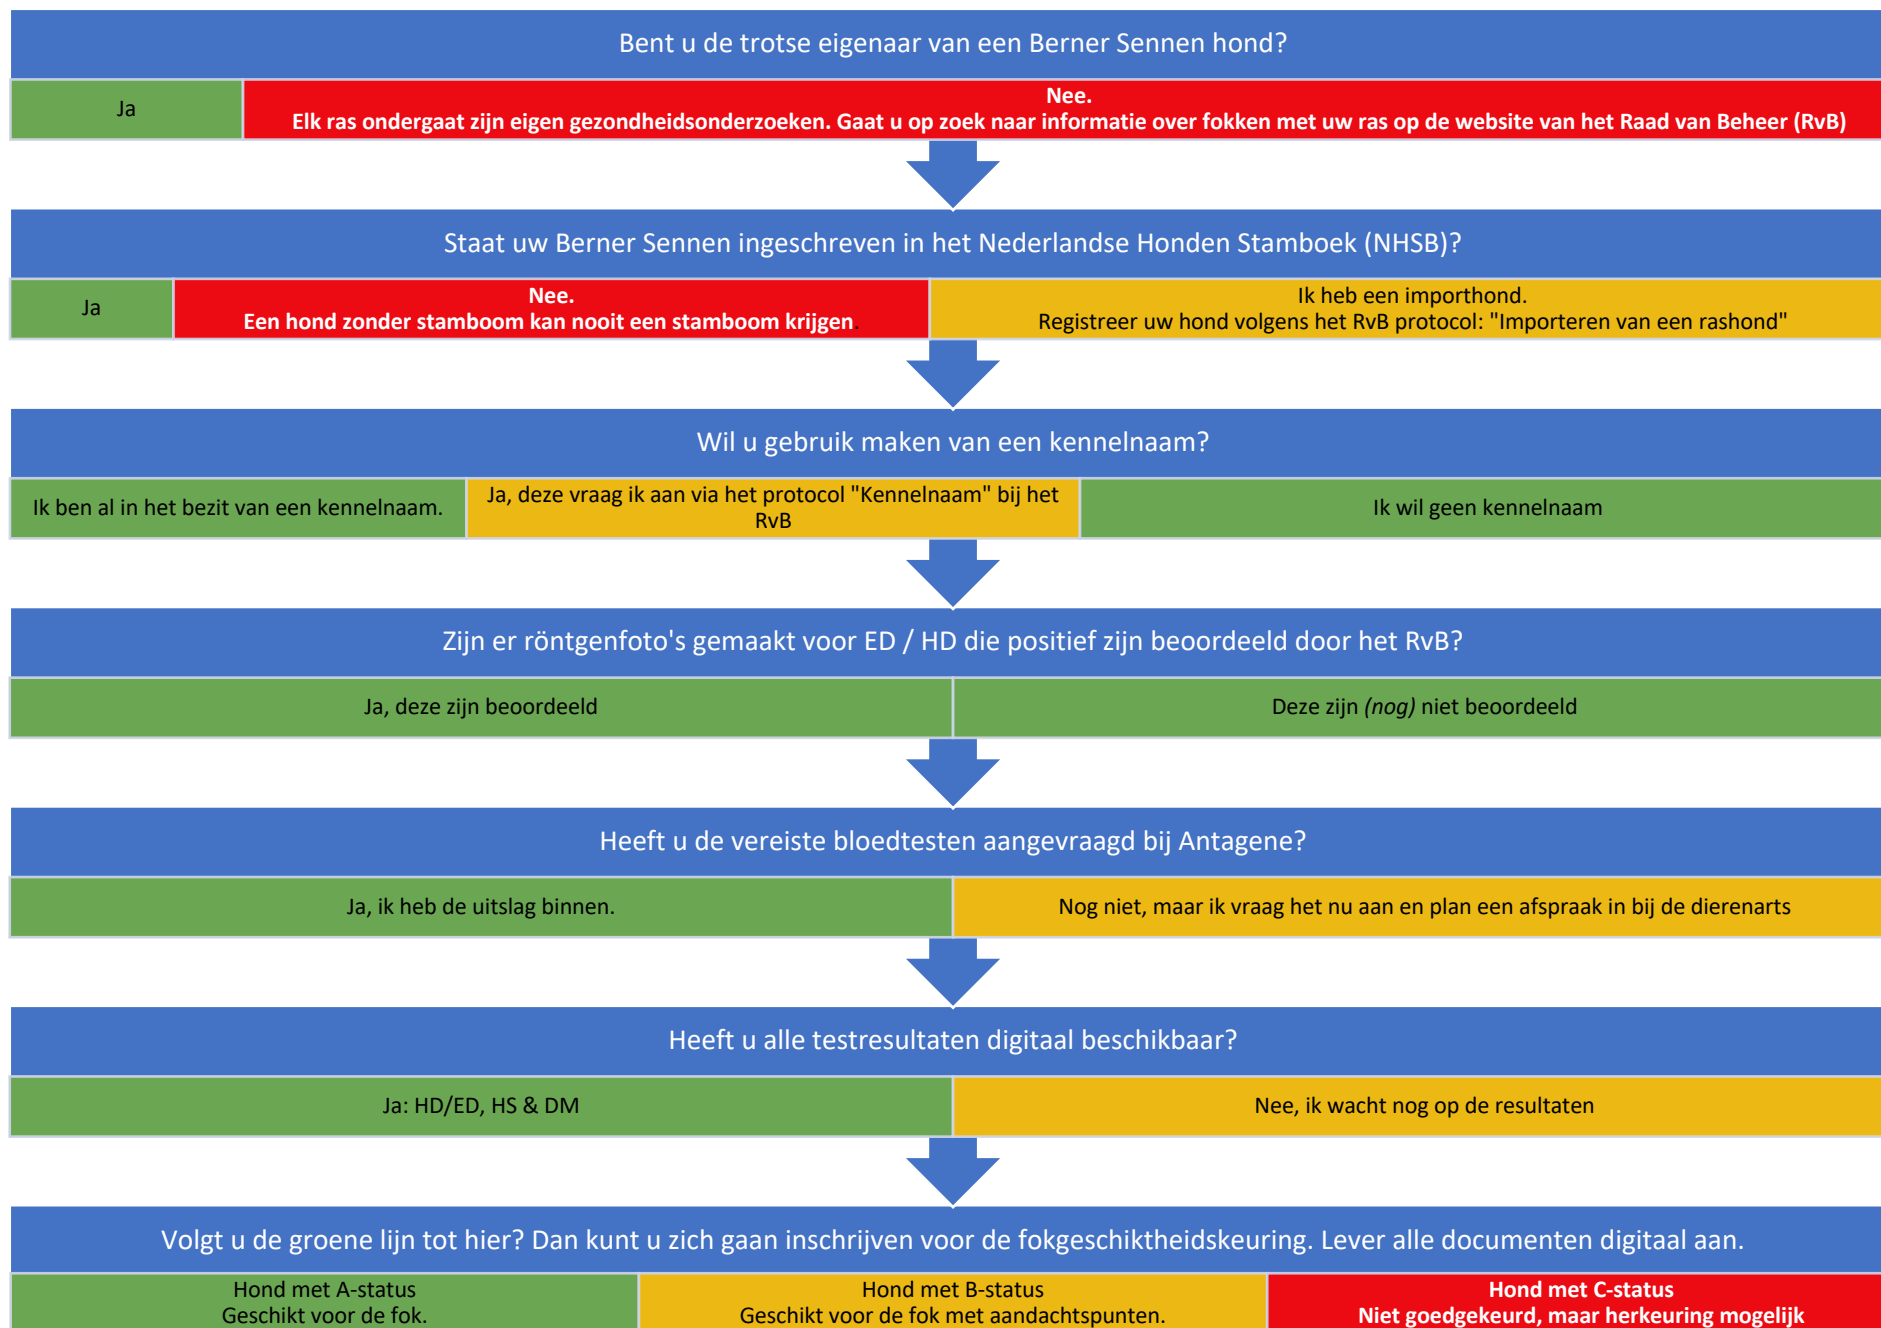 Bent u de trotse eigenaar van een Berner Sennen hond?
Ja
Nee.
Elk ras ondergaat zijn eigen gezondheidsonderzoeken. Gaat u op zoek naar informatie over fokken met uw ras op de website van het Raad van Beheer (RvB)
Staat uw Berner Sennen ingeschreven in het Nederlandse Honden Stamboek (NHSB)?
Ja
Nee.
Een hond zonder stamboom kan nooit een stamboom krijgen.
Ik heb een importhond.
Registreer uw hond volgens het RvB protocol: "Importeren van een rashond"
Wil u gebruik maken van een kennelnaam?
Ik ben al in het bezit van een kennelnaam.
Ja, deze vraag ik aan via het protocol "Kennelnaam" bij het
RvB
Ik wil geen kennelnaam
Zijn er röntgenfoto's gemaakt voor ED / HD die positief zijn beoordeeld door het RvB?
Ja, deze zijn beoordeeld
Deze zijn (nog) niet beoordeeld
Heeft u de vereiste bloedtesten aangevraagd bij Antagene?
Ja, ik heb de uitslag binnen.
Nog niet, maar ik vraag het nu aan en plan een afspraak in bij de dierenarts
Heeft u alle testresultaten digitaal beschikbaar?
Ja: HD/ED, HS & DM
Nee, ik wacht nog op de resultaten
Volgt u de groene lijn tot hier? Dan kunt u zich gaan inschrijven voor de fokgeschiktheidskeuring. Lever alle documenten digitaal aan.
Hond met A-status
Geschikt voor de fok.
Hond met B-status
Geschikt voor de fok met aandachtspunten.
Hond met C-status
Niet goedgekeurd, maar herkeuring mogelijk